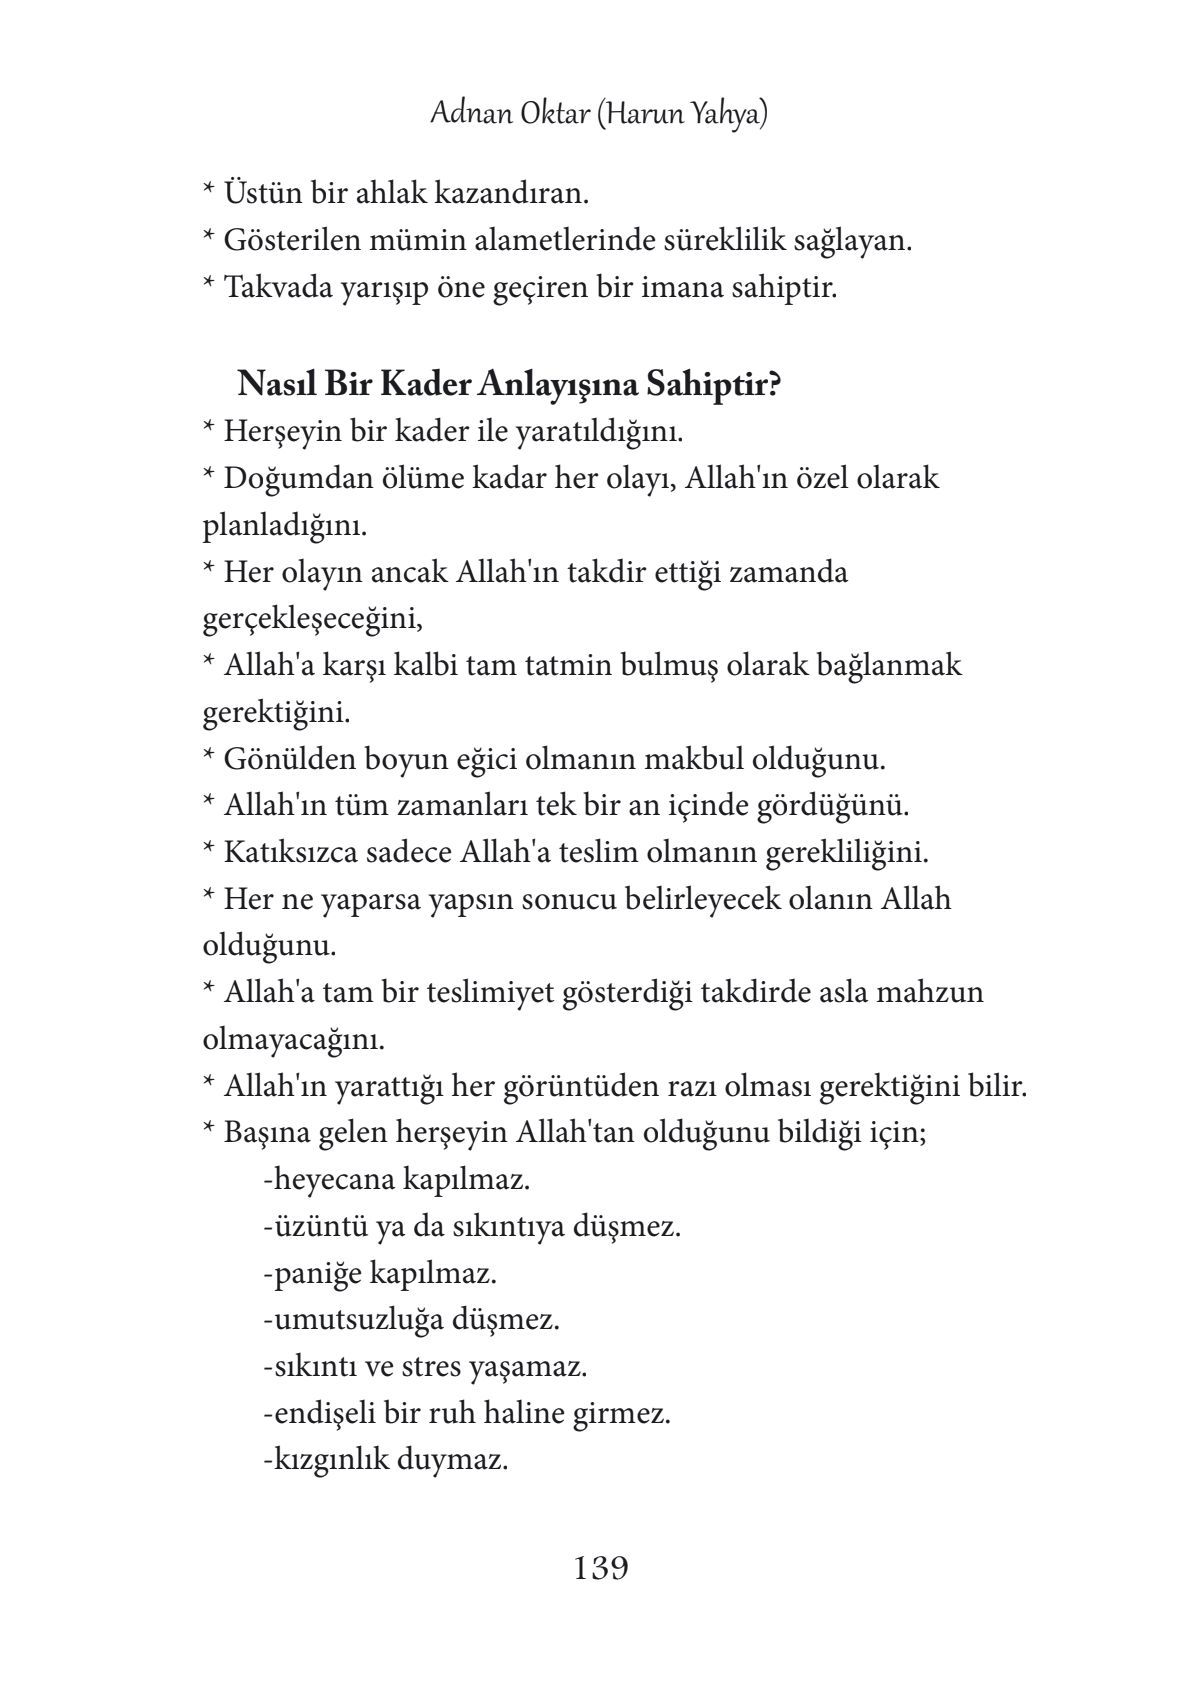 Adnan Oktar (Harun Yahya)
* Üstün bir ahlak kazandıran.
* Gösterilen mümin alametlerinde süreklilik sağlayan.
* Takvada yarışıp öne geçiren bir imana sahiptir.
Nasıl Bir Kader Anlayışına Sahiptir?
* Herşeyin bir kader ile yaratıldığını.
* Doğumdan ölüme kadar her olayı, Allah'ın özel olarak
planladığını.
* Her olayın ancak Allah'ın takdir ettiği zamanda
gerçekleşeceğini,
* Allah'a karşı kalbi tam tatmin bulmuş olarak bağlanmak
gerektiğini.
* Gönülden boyun eğici olmanın makbul olduğunu.
* Allah'ın tüm zamanları tek bir an içinde gördüğünü.
* Katıksızca sadece Allah'a teslim olmanın gerekliliğini.
* Her ne yaparsa yapsın sonucu belirleyecek olanın Allah
olduğunu.
* Allah'a tam bir teslimiyet gösterdiği takdirde asla mahzun
olmayacağını.
* Allah'ın yarattığı her görüntüden razı olması gerektiğini bilir.
* Başına gelen herşeyin Allah'tan olduğunu bildiği için;
-heyecana kapılmaz.
-üzüntü ya da sıkıntıya düşmez.
-paniğe kapılmaz.
-umutsuzluğa düşmez.
-sıkıntı ve stres yaşamaz.
-endişeli bir ruh haline girmez.
-kızgınlık duymaz.
139